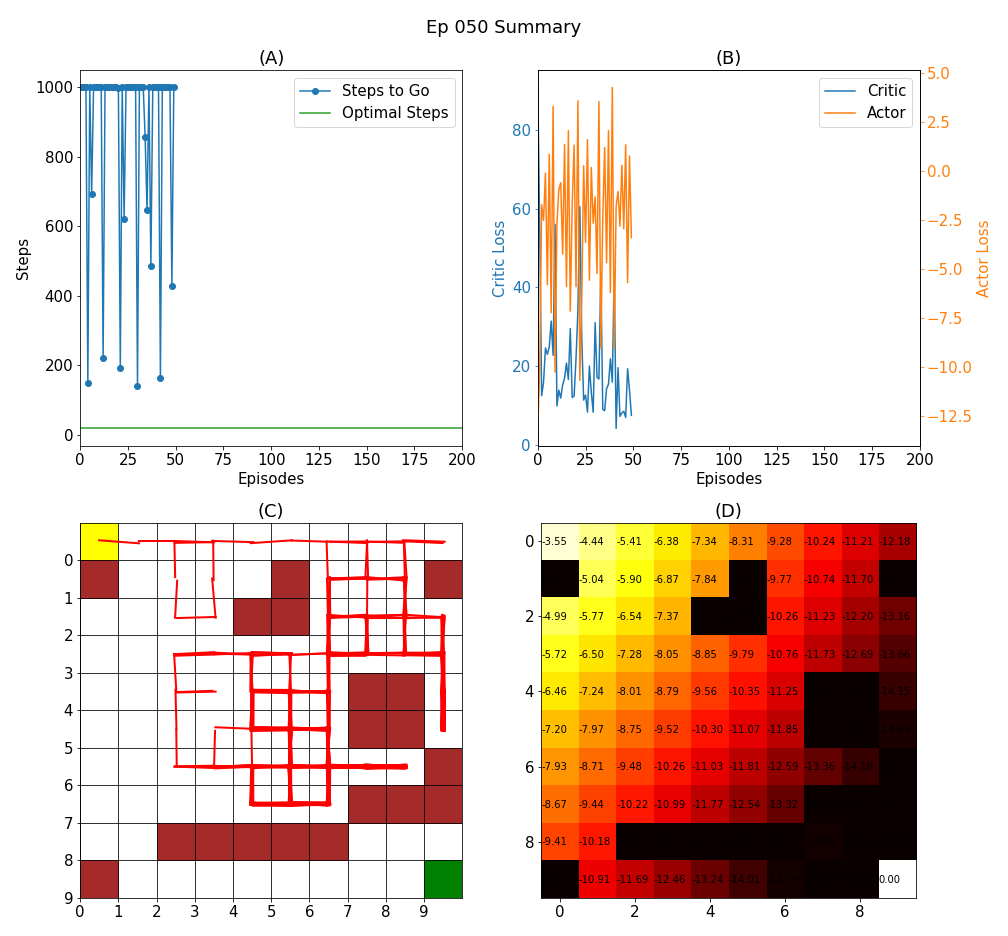 Ep 050 Summary
(A)
1000
800
600
400
200
0
Steps
Steps to Go
Optimal Steps
0 25 50 75 100 125 150 175 200
Episodes
(B)
80
60
40
20
0
Critic Loss
Critic
Actor
5.0
2.5
0.0
−2.5
−5.0
−7.5
−10.0
−12.5
Actor Loss
0 25 50 75 100 125 150 175 200
Episodes
(C)
0
1
2
3
4
5
6
7
8
9
0 1 2 3 4 5 6 7 8 9
(D)
0 -3.55 -4.44 -5.41 -6.38 -7.34 -8.31 -9.28 -10.24 -11.21 -12.18
-5.04 -5.90 -6.87 -7.84 -9.77 -10.74 -11.70
2 -4.99 -5.77 -6.54 -7.37 -10.26 -11.23 -12.20 -13.16
-5.72 -6.50 -7.28 -8.05 -8.85 -9.79 -10.76 -11.73 -12.69 -13.66
4 -6.46 -7.24 -8.01 -8.79 -9.56 -10.35 -11.25 -14.15
-7.20 -7.97 -8.75 -9.52 -10.30 -11.07 -11.85
6 -7.93 -8.71 -9.48 -10.26 -11.03 -11.81 -12.59 -13.36 -14.19
-8.67 -9.44 -10.22 -10.99 -11.77 -12.54 -13.32
8 -9.41 -10.18
-10.91 -11.69 -12.46 -13.24 -14.01 0.00
0 2 4 6 8